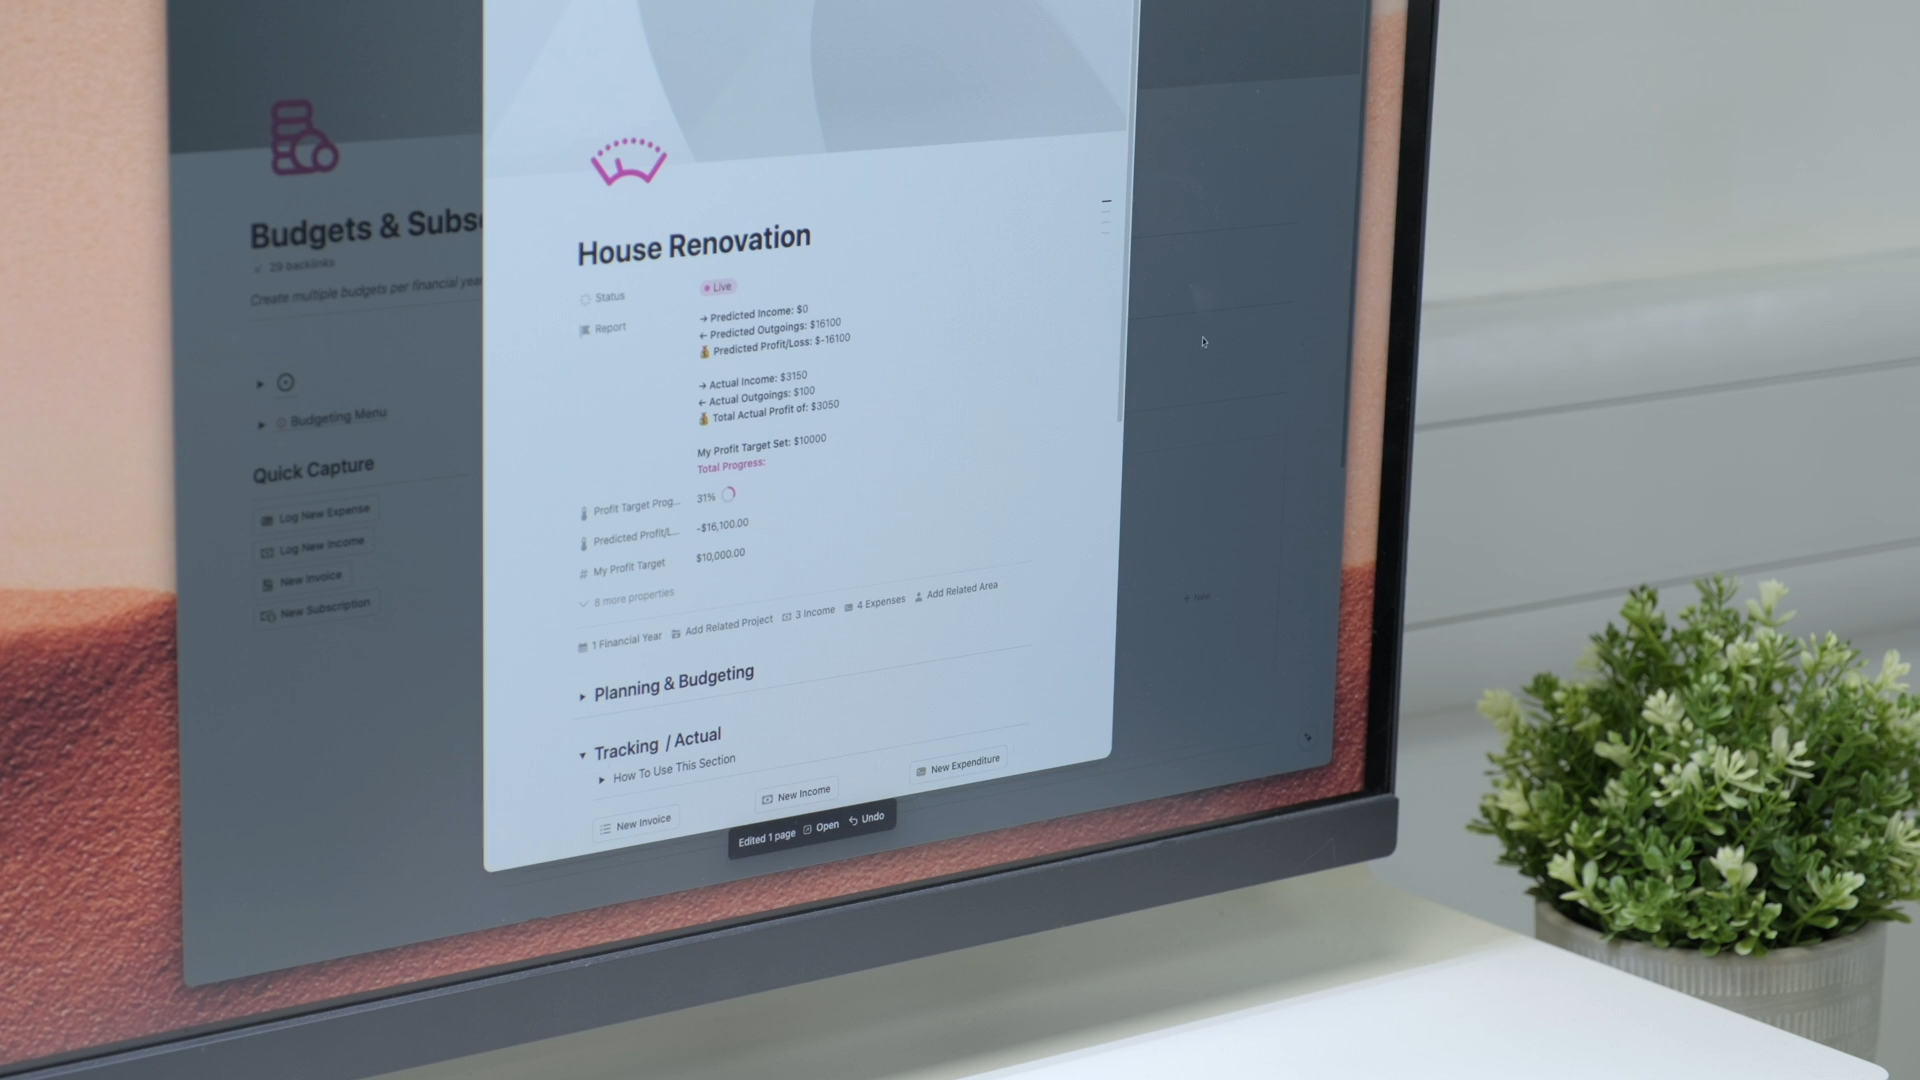 Budgets & Subs
29 backlinks
Create multiple budgets per financial year
Budgeting Menu
Quick Capture
Log New Expense
Log New Income
New Invoice
New Subscription
House Renovation
Status
Live
Report
→ Predicted Income: $0
← Predicted Outgoings: $16100
💰 Predicted Profit/Loss: $-16100
→ Actual Income: $3150
← Actual Outgoings: $100
💰 Total Actual Profit of: $3050
My Profit Target Set: $10000
Total Progress:
Profit Target Prog... 31%
Predicted Profit/L... -$16,100.00
# My Profit Target $10,000.00
8 more properties
1 Financial Year Add Related Project 3 Income 4 Expenses Add Related Area
Planning & Budgeting
Tracking / Actual
How To Use This Section
New Invoice New Income New Expenditure
Edited 1 page Open Undo
+ New